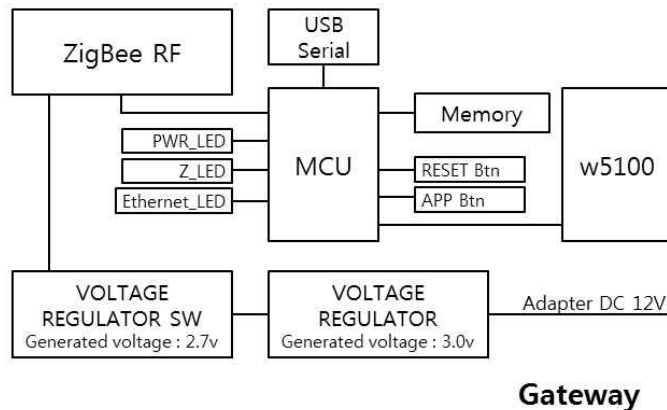 ZigBee RF
USB
Serial
MCU
Memory
w5100
PWR_LED
Z_LED
Ethernet_LED
RESET Btn
APP Btn
VOLTAGE
REGULATOR SW
Generated voltage : 2.7v
VOLTAGE
REGULATOR
Generated voltage : 3.0v
Adapter DC 12V
Gateway